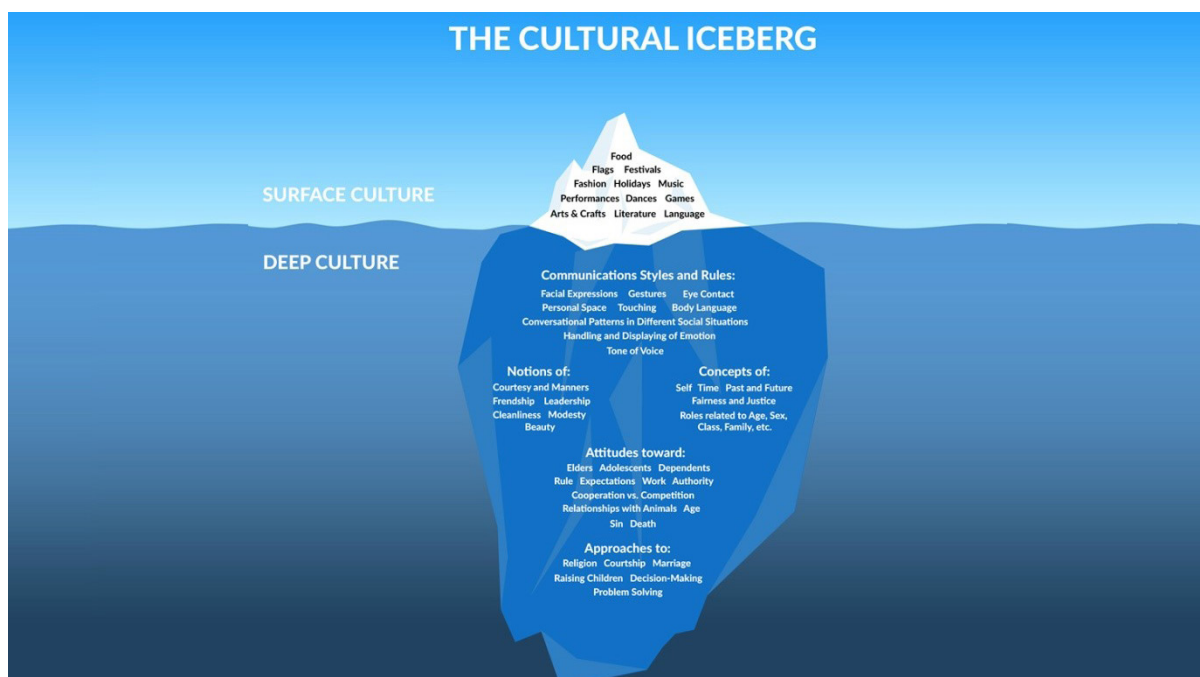 THE CULTURAL ICEBERG
Food
Flags Festivals
Fashion Holidays Music
Performances Dances Games
Arts & Crafts Literature Language
SURFACE CULTURE
DEEP CULTURE
Communications Styles and Rules:
Facial Expressions Gestures Eye Contact
Personal Space Touching Body Language
Conversational Patterns in Different Social Situations
Handling and Displaying of Emotion
Tone of Voice
Notions of:
Courtesy and Manners
Frendship Leadership
Cleanliness Modesty
Beauty
Concepts of:
Self Time Past and Future
Fairness and Justice
Roles related to Age, Sex,
Class, Family, etc.
Attitudes toward:
Elders Adolescents Dependents
Rule Expectations Work Authority
Cooperation vs. Competition
Relationships with Animals Age
Sin Death
Approaches to:
Religion Courtship Marriage
Raising Children Decision-Making
Problem Solving